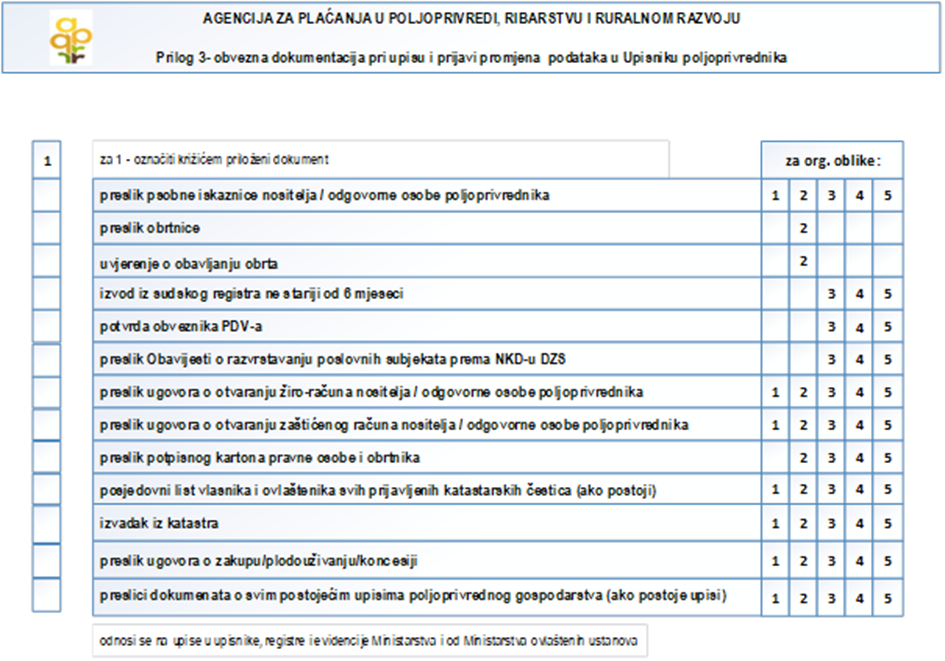 AGENCIJA ZA PLAĆANJA U POLJOPRIVREDI, RIBARSTVU I RURALNOM RAZVOJU
Prilog 3- obvezna dokumentacija pri upisu i prijavi promjena podataka u Upisniku poljoprivrednika
1 za 1 - označiti križićem priloženi dokument za org. oblike:
preslik psobne iskaznice nositelja / odgovorne osobe poljoprivrednika 1 2 3 4 5
preslik obrtnice 2
uvjerenje o obavljanju obrta 2
izvod iz sudskog registra ne stariji od 6 mjeseci 3 4 5
potvrda obveznika PDV-a 3 4 5
preslik Obavijesti o razvrstavanju poslovnih subjekata prema NKD-u DZS 3 4 5
preslik ugovora o otvaranju žiro-računa nositelja / odgovorne osobe poljoprivrednika 1 2 3 4 5
preslik ugovora o otvaranju zaštićenog računa nositelja / odgovorne osobe poljoprivrednika 1 2 3 4 5
preslik potpisnog kartona pravne osobe i obrtnika 2 3 4 5
posjedovni list vlasnika i ovlaštenika svih prijavljenih katastarskih čestica (ako postoji) 1 2 3 4 5
izvadak iz katastra 1 2 3 4 5
preslik ugovora o zakupu/plodouživanju/koncesiji 1 2 3 4 5
preslici dokumenata o svim postojećim upisima poljoprivrednog gospodarstva (ako postoje upisi) 1 2 3 4 5
odnosi se na upise u upisnike, registre i evidencije Ministarstva i od Ministarstva ovlaštenih ustanova